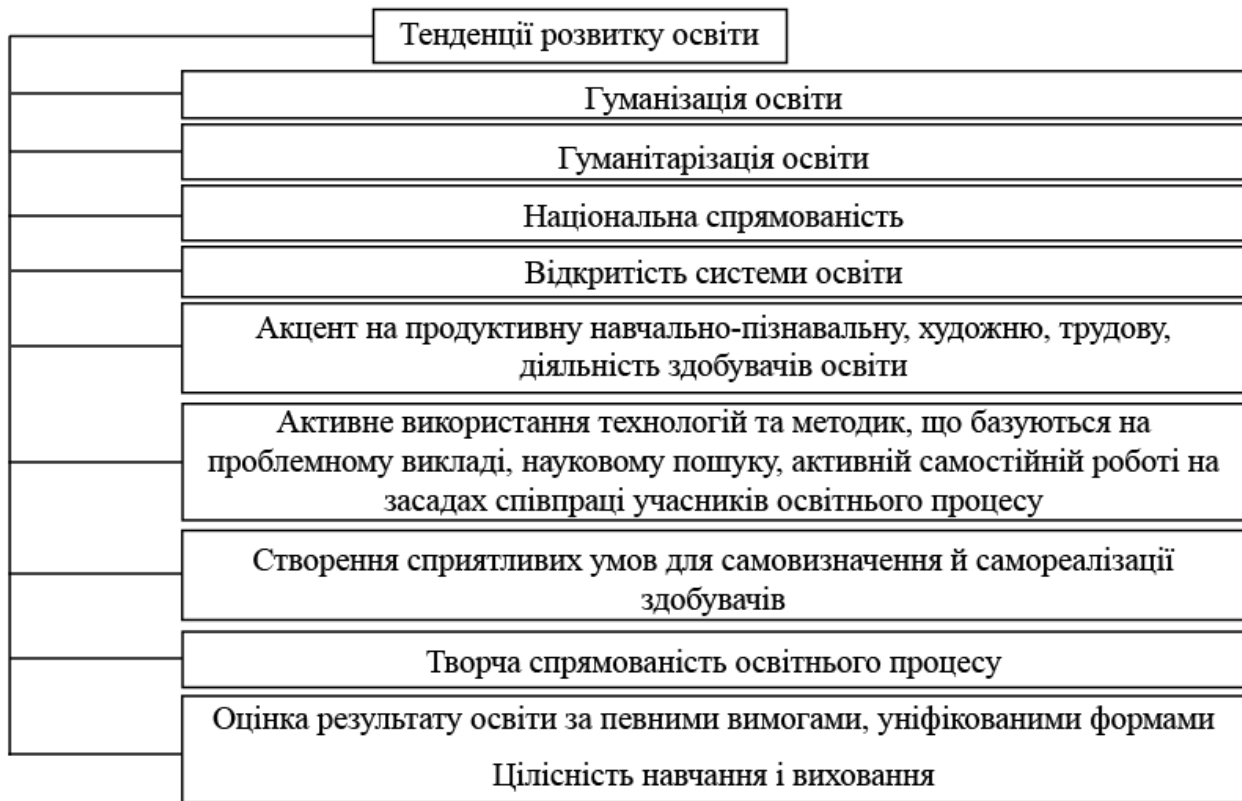 Тенденції розвитку освіти
Гуманізація освіти
Гуманітарізація освіти
Національна спрямованість
Відкритість системи освіти
Акцент на продуктивну навчально-пізнавальну, художню, трудову,
діяльність здобувачів освіти
Активне використання технологій та методик, що базуються на
проблемному викладі, науковому пошуку, активній самостійній роботі на
засадах співпраці учасників освітнього процесу
Створення сприятливих умов для самовизначення й самореалізації
здобувачів
Творча спрямованість освітнього процесу
Оцінка результату освіти за певними вимогами, уніфікованими формами
Цілісність навчання і виховання